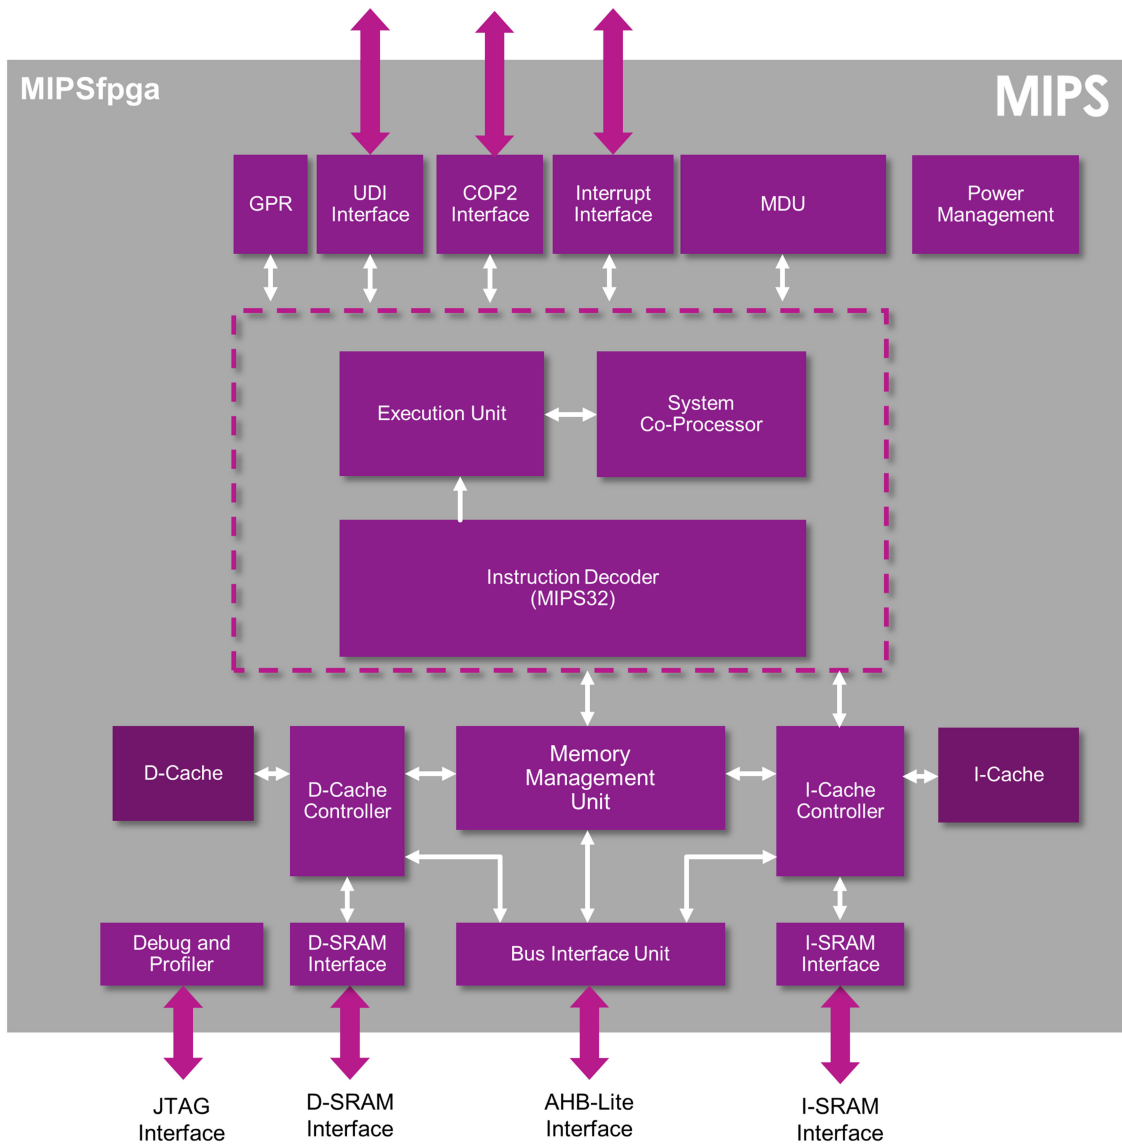 MIPSfpga
MIPS
GPR
UDI
Interface
COP2
Interface
Interrupt
Interface
MDU
Power
Management
Execution Unit
System
Co-Processor
Instruction Decoder
(MIPS32)
D-Cache
D-Cache
Controller
Memory
Management
Unit
I-Cache
Controller
I-Cache
Debug and
Profiler
D-SRAM
Interface
Bus Interface Unit
I-SRAM
Interface
JTAG
Interface
D-SRAM
Interface
AHB-Lite
Interface
I-SRAM
Interface